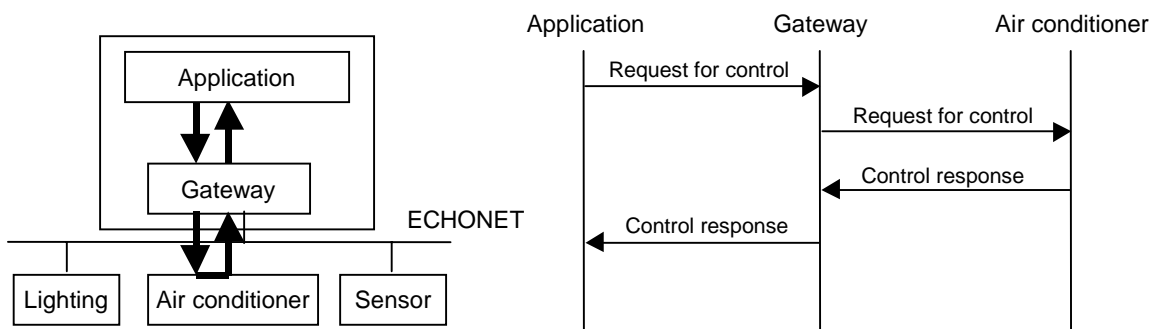 Application
Gateway
ECHONET
Lighting
Air conditioner
Sensor
Application
Gateway
Air conditioner
Request for control
Request for control
Control response
Control response